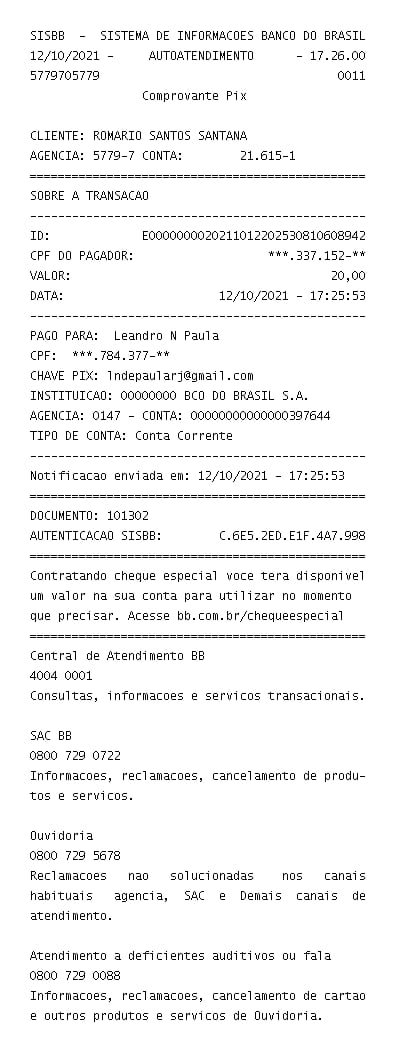 SISBB - SISTEMA DE INFORMACOES BANCO DO BRASIL
12/10/2021 - AUTOATENDIMENTO - 17.26.00
5779705779 0011
Comprovante Pix
CLIENTE: ROMARIO SANTOS SANTANA
AGENCIA: 5779-7 CONTA: 21.615-1
================================================
SOBRE A TRANSACAO
------------------------------------------------
ID: E0000000020211012202530810608942
CPF DO PAGADOR: ***.337.152-**
VALOR: 20,00
DATA: 12/10/2021 - 17:25:53
------------------------------------------------
PAGO PARA: Leandro N Paula
CPF: ***.784.377-**
CHAVE PIX: lndepaularj@gmail.com
INSTITUICAO: 00000000 BCO DO BRASIL S.A.
AGENCIA: 0147 - CONTA: 00000000000000397644
TIPO DE CONTA: Conta Corrente
------------------------------------------------
Notificacao enviada em: 12/10/2021 - 17:25:53
================================================
DOCUMENTO: 101302
AUTENTICACAO SISBB: C.6E5.2ED.E1F.4A7.998
================================================
Contratando cheque especial voce tera disponivel
um valor na sua conta para utilizar no momento
que precisar. Acesse bb.com.br/chequeespecial
================================================
Central de Atendimento BB
4004 0001
Consultas, informacoes e servicos transacionais.
SAC BB
0800 729 0722
Informacoes, reclamacoes, cancelamento de produ-
tos e servicos.
Ouvidoria
0800 729 5678
Reclamacoes nao solucionadas nos canais
habituais agencia, SAC e Demais canais de
atendimento.
Atendimento a deficientes auditivos ou fala
0800 729 0088
Informacoes, reclamacoes, cancelamento de cartao
e outros produtos e servicos de Ouvidoria.